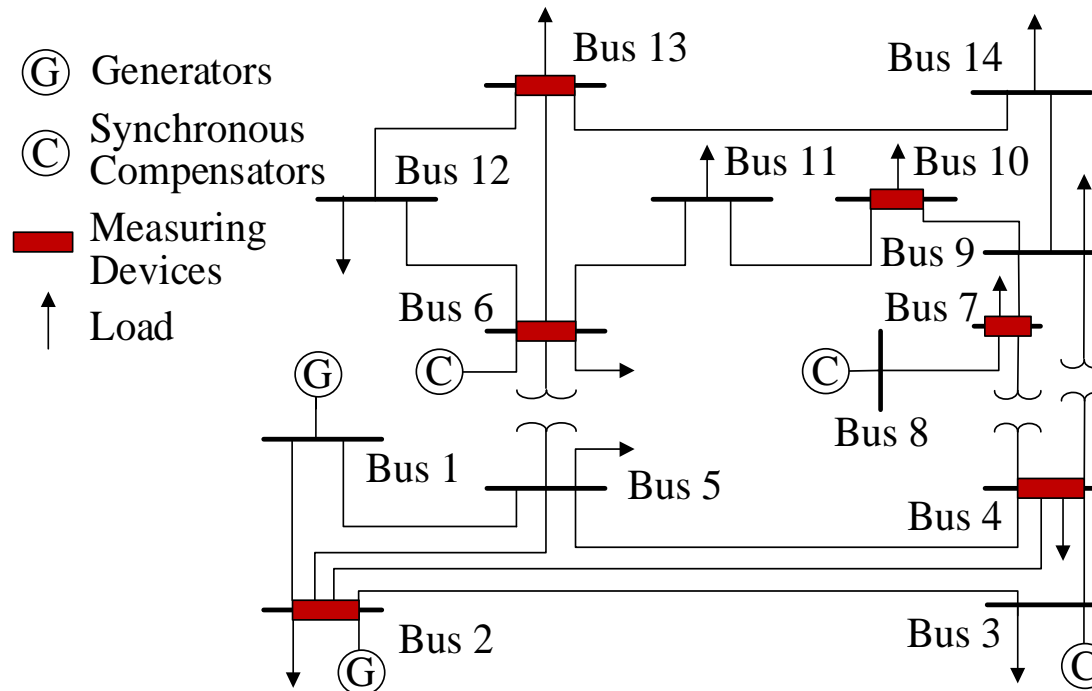 G Generators
C Synchronous
Compensators
Measuring
Devices
Load
Bus 13
Bus 14
Bus 12
Bus 11
Bus 10
Bus 9
Bus 6
Bus 7
C
C
G
Bus 8
Bus 1
Bus 5
Bus 4
Bus 2
Bus 3
G
C